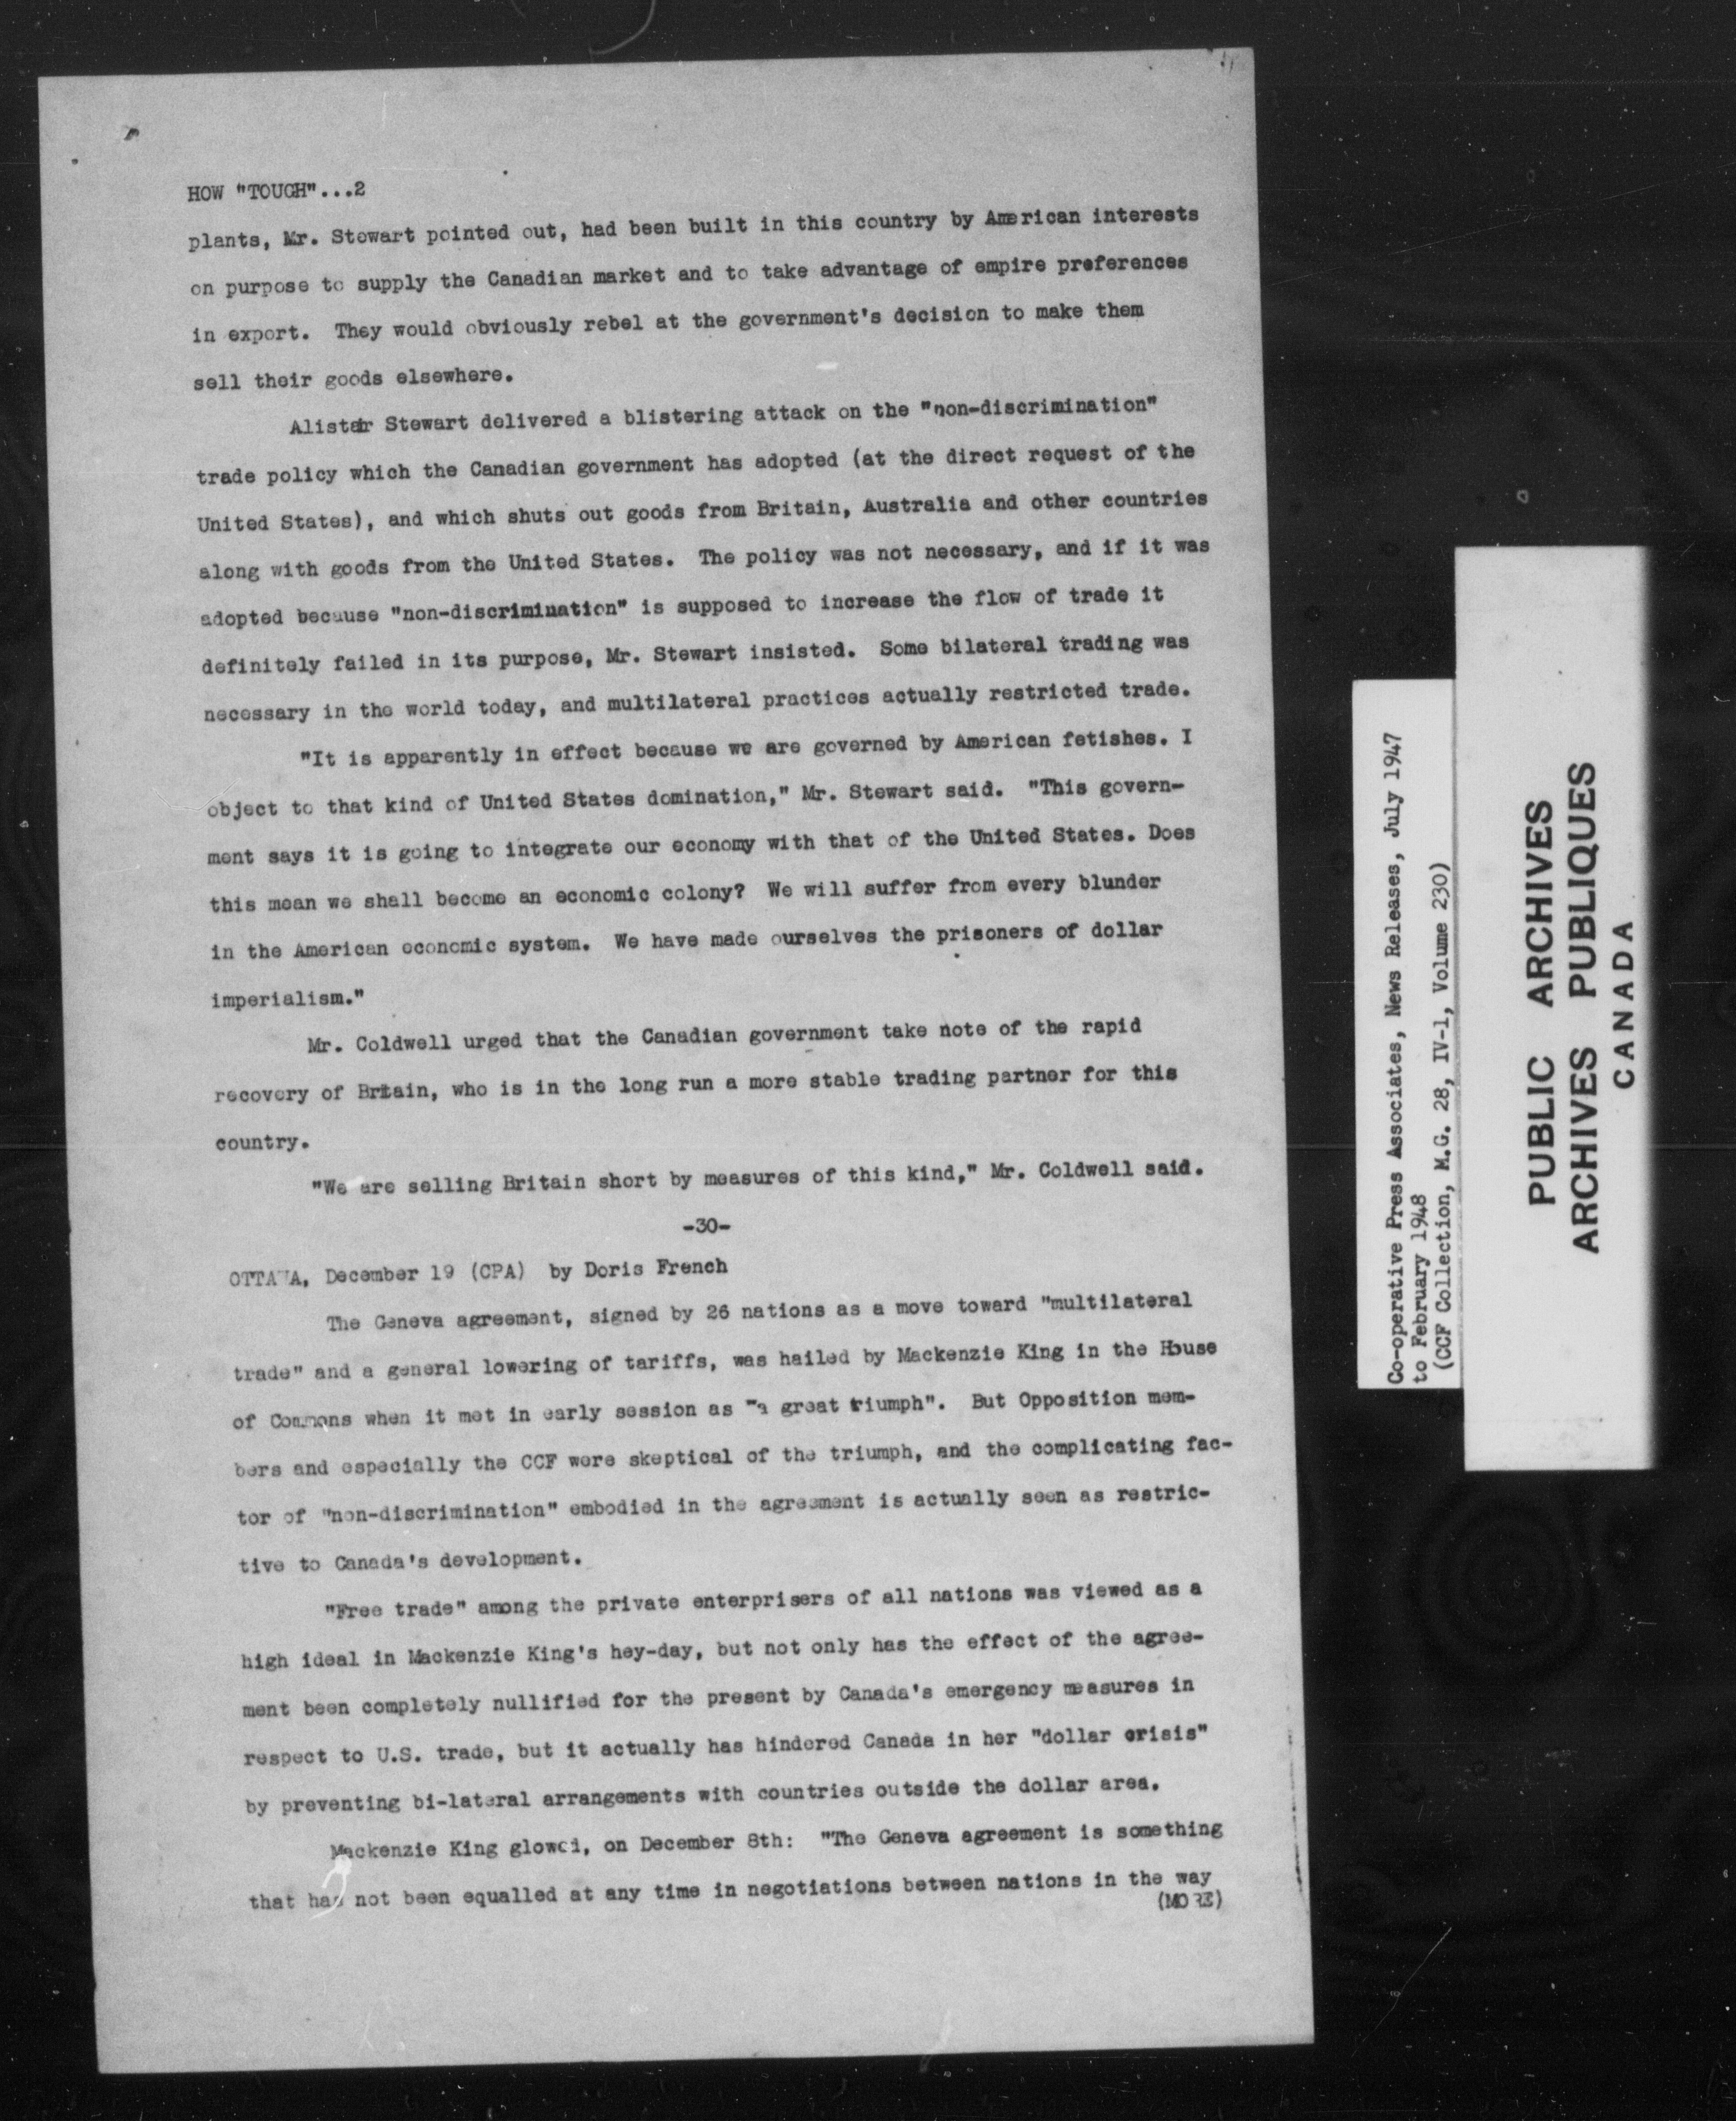 HOW "TOUGH"...2
plants, Mr. Stewart pointed out, had been built in this country by American interests
on purpose to supply the Canadian market and to take advantage of empire preferences
in export. They would obviously rebel at the government's decision to make them
sell their goods elsewhere.
Alistair Stewart delivered a blistering attack on the "non-discrimination"
trade policy which the Canadian government has adopted (at the direct request of the
United States), and which shuts out goods from Britain, Australia and other countries
along with goods from the United States. The policy was not necessary, and if it was
adopted because "non-discrimination" is supposed to increase the flow of trade it
definitely failed in its purpose, Mr. Stewart insisted. Some bilateral trading was
necessary in the world today, and multilateral practices actually restricted trade.
"It is apparently in effect because we are governed by American fetishes. I
object to that kind of United States domination," Mr. Stewart said. "This govern-
ment says it is going to integrate our economy with that of the United States. Does
this mean we shall become an economic colony? We will suffer from every blunder
in the American economic system. We have made ourselves the prisoners of dollar
imperialism."
Mr. Coldwell urged that the Canadian government take note of the rapid
recovery of Britain, who is in the long run a more stable trading partner for this
country.
"We are selling Britain short by measures of this kind," Mr. Coldwell said.
-30-
OTTAWA, December 19 (CPA) by Doris French
The Geneva agreement, signed by 26 nations as a move toward "multilateral
trade" and a general lowering of tariffs, was hailed by Mackenzie King in the House
of Commons when it met in early session as "a great triumph". But Opposition mem-
bers and especially the CCF were skeptical of the triumph, and the complicating fac-
tor of "non-discrimination" embodied in the agreement is actually seen as restric-
tive to Canada's development.
"Free trade" among the private enterprisers of all nations was viewed as a
high ideal in Mackenzie King's hey-day, but not only has the effect of the agree-
ment been completely nullified for the present by Canada's emergency measures in
respect to U.S. trade, but it actually has hindered Canada in her "dollar crisis"
by preventing bi-lateral arrangements with countries outside the dollar area.
Mackenzie King glowed, on December 8th: "The Geneva agreement is something
that has not been equalled at any time in negotiations between nations in the way
(MORE)
Co-operative Press Associates, News Releases, July 1947
to February 1948
(CCF Collection, M.G. 28, IV-1, Volume 230)
PUBLIC ARCHIVES
ARCHIVES PUBLIQUES
CANADA